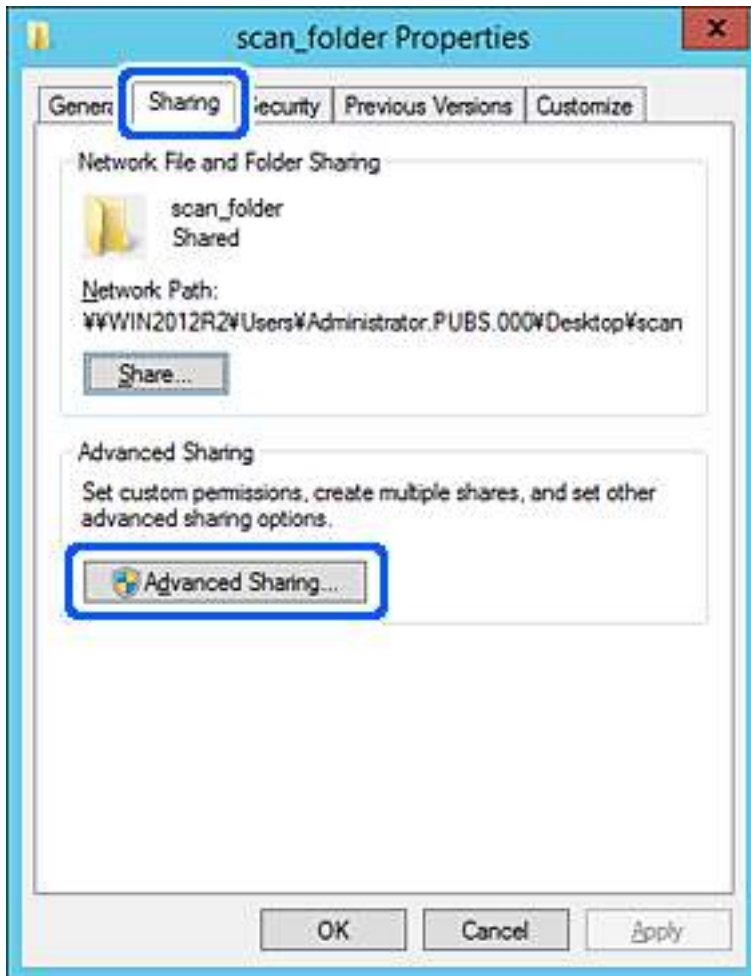 scan_folder Properties
x
General Sharing Security Previous Versions Customize
Network File and Folder Sharing
scan_folder
Shared
Network Path:
¥¥WIN2012R2¥Users¥Administrator.PUBS.000¥Desktop¥scan
Share...
Advanced Sharing
Set custom permissions, create multiple shares, and set other
advanced sharing options.
Advanced Sharing...
OK Cancel Apply